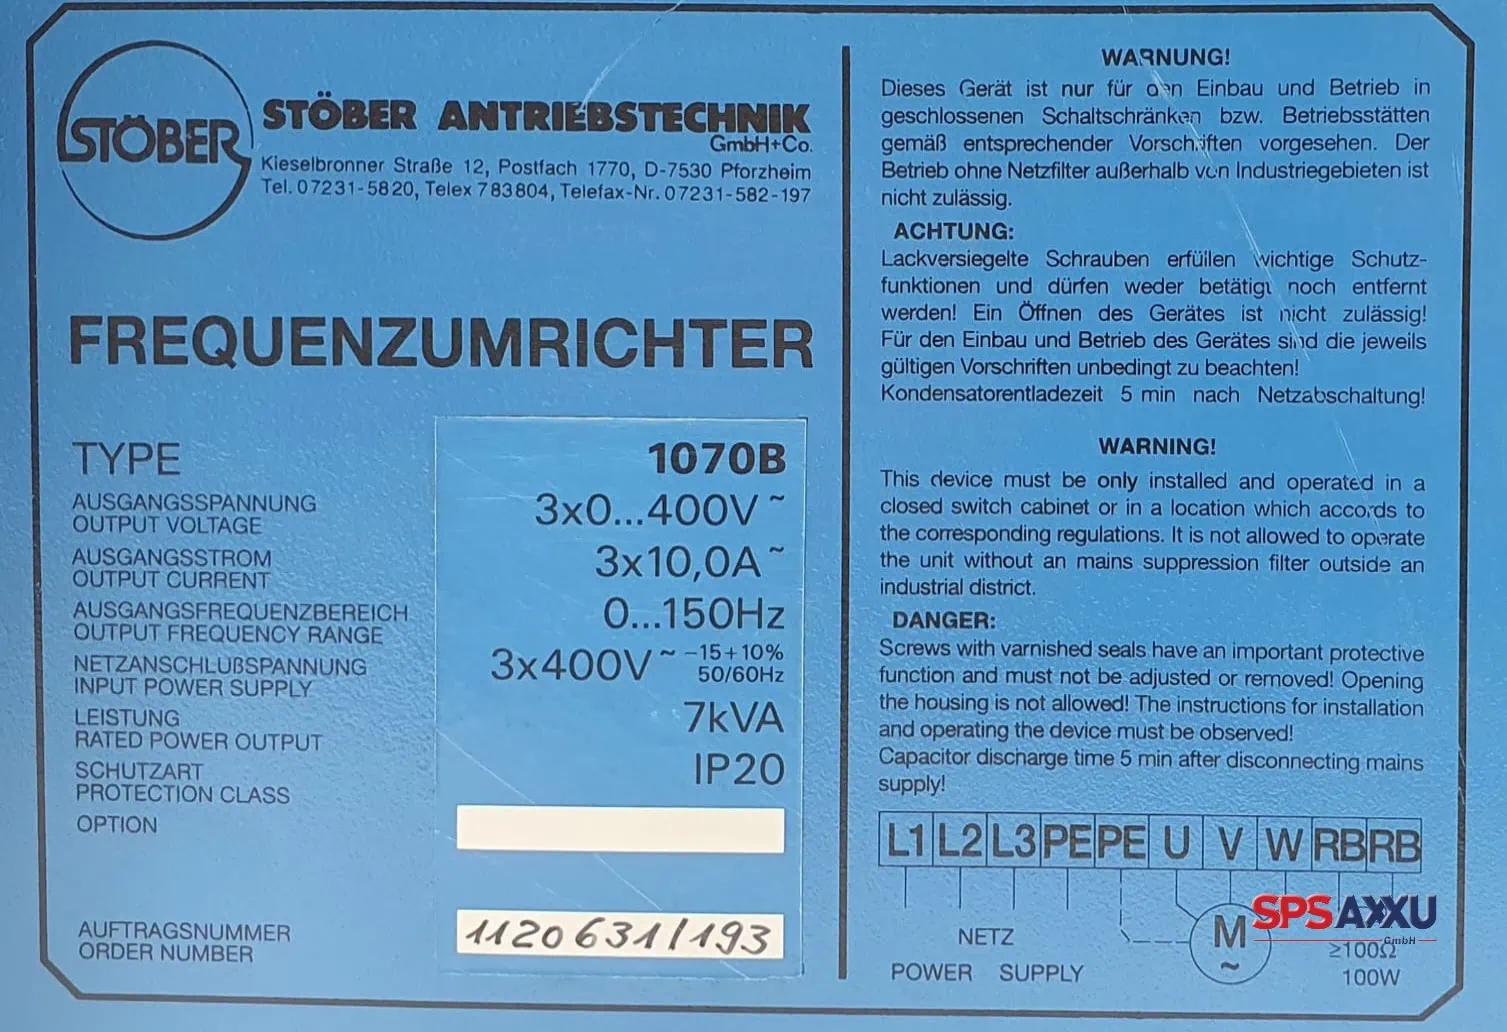 STÖBER
STÖBER ANTRIEBSTECHNIK
GmbH+Co.
Kieselbronner Straße 12, Postfach 1770, D-7530 Pforzheim
Tel. 07231-5820, Telex 783804, Telefax-Nr. 07231-582-197
FREQUENZUMRICHTER
TYPE 1070B
AUSGANGSSPANNUNG
OUTPUT VOLTAGE 3x0...400V~
AUSGANGSSTROM
OUTPUT CURRENT 3x10,0A~
AUSGANGSFREQUENZBEREICH
OUTPUT FREQUENCY RANGE 0...150Hz
NETZANSCHLUßSPANNUNG
INPUT POWER SUPPLY 3x400V~ -15+10%
50/60Hz
LEISTUNG
RATED POWER OUTPUT 7kVA
SCHUTZART
PROTECTION CLASS IP20
OPTION
AUFTRAGSNUMMER
ORDER NUMBER 1120631/193
WARNUNG!
Dieses Gerät ist nur für den Einbau und Betrieb in
geschlossenen Schaltschränken bzw. Betriebsstätten
gemäß entsprechender Vorschriften vorgesehen. Der
Betrieb ohne Netzfilter außerhalb von Industriegebieten ist
nicht zulässig.
ACHTUNG:
Lackversiegelte Schrauben erfüllen wichtige Schutz-
funktionen und dürfen weder betätigt noch entfernt
werden! Ein Öffnen des Gerätes ist nicht zulässig!
Für den Einbau und Betrieb des Gerätes sind die jeweils
gültigen Vorschriften unbedingt zu beachten!
Kondensatorentladezeit 5 min nach Netzabschaltung!
WARNING!
This device must be only installed and operated in a
closed switch cabinet or in a location which accords to
the corresponding regulations. It is not allowed to operate
the unit without an mains suppression filter outside an
industrial district.
DANGER:
Screws with varnished seals have an important protective
function and must not be adjusted or removed! Opening
the housing is not allowed! The instructions for installation
and operating the device must be observed!
Capacitor discharge time 5 min after disconnecting mains
supply!
L1 L2 L3 PE PE U V W RB RB
NETZ
POWER SUPPLY
M
~
≥100Ω
100W
SPS AXXU
GmbH